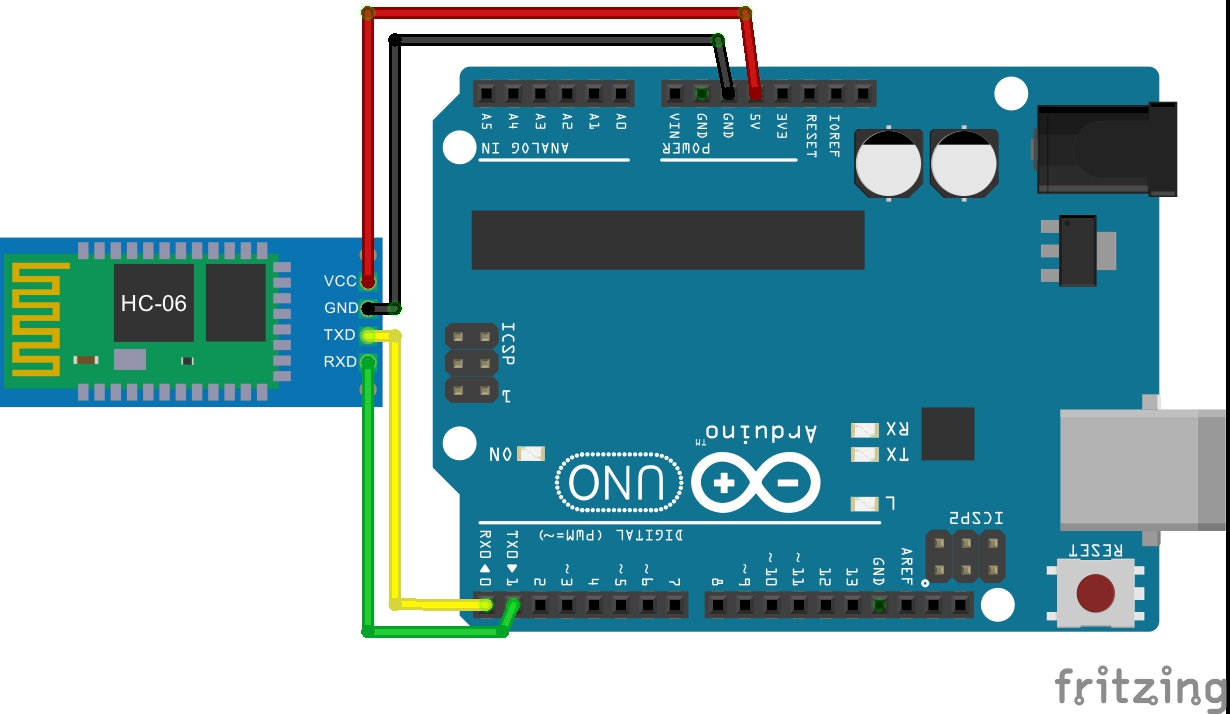 A5 A4 A3 A2 A1 A0
ANALOG IN
VIN GND GND 5V 3V3 RESET IOREF
POWER
VCC
HC-06
GND
TXD
RXD
ICSP
1
Arduino™
RX
ON
TX
UNO
L
ICSP2
DIGITAL (PWM=~)
RX0 TX0
0 1 2 ~3 4 ~5 ~6 7 8 ~9 ~10 ~11 12 13 GND AREF
RESET
fritzing